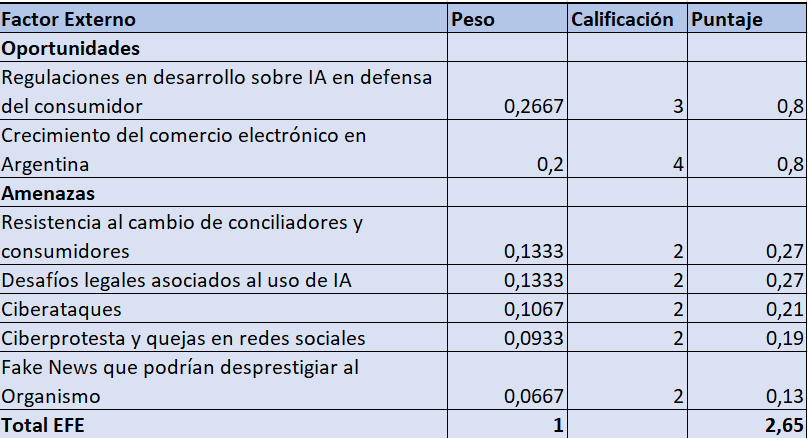 Factor Externo Peso Calificación Puntaje
Oportunidades
Regulaciones en desarrollo sobre IA en defensa
del consumidor 0,2667 3 0,8
Crecimiento del comercio electrónico en
Argentina 0,2 4 0,8
Amenazas
Resistencia al cambio de conciliadores y
consumidores 0,1333 2 0,27
Desafíos legales asociados al uso de IA 0,1333 2 0,27
Ciberataques 0,1067 2 0,21
Ciberprotesta y quejas en redes sociales 0,0933 2 0,19
Fake News que podrían desprestigiar al
Organismo 0,0667 2 0,13
Total EFE 1 2,65